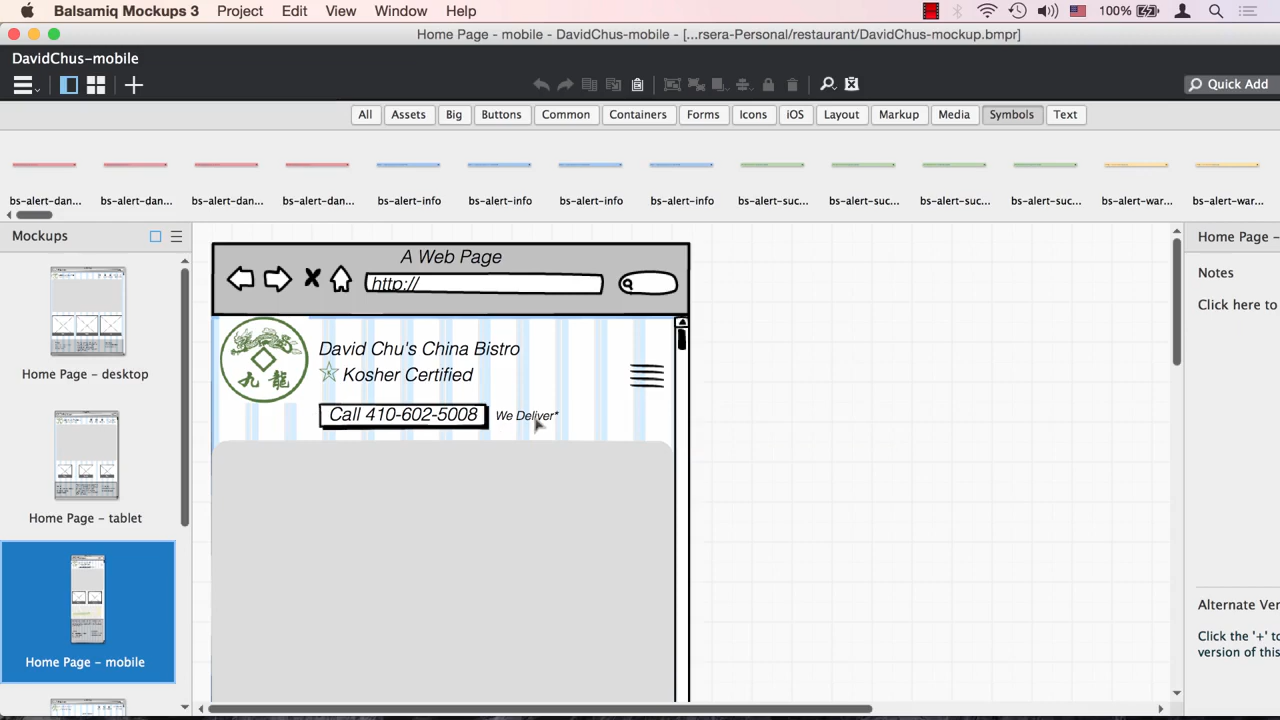 Balsamiq Mockups 3 Project Edit View Window Help 100%
Home Page - mobile - DavidChus-mobile - [...rsera-Personal/restaurant/DavidChus-mockup.bmpr]
DavidChus-mobile
Quick Add
All Assets Big Buttons Common Containers Forms Icons iOS Layout Markup Media Symbols Text
bs-alert-dan... bs-alert-dan... bs-alert-dan... bs-alert-dan... bs-alert-info bs-alert-info bs-alert-info bs-alert-info bs-alert-suc... bs-alert-suc... bs-alert-suc... bs-alert-suc... bs-alert-war... bs-alert-war...
Mockups
Home Page - desktop
Home Page - tablet
Home Page - mobile
A Web Page
http://
九龍
David Chu's China Bistro
K Kosher Certified
Call 410-602-5008 We Deliver*
Home Page -
Notes
Click here to
Alternate Ver
Click the '+' to
version of this